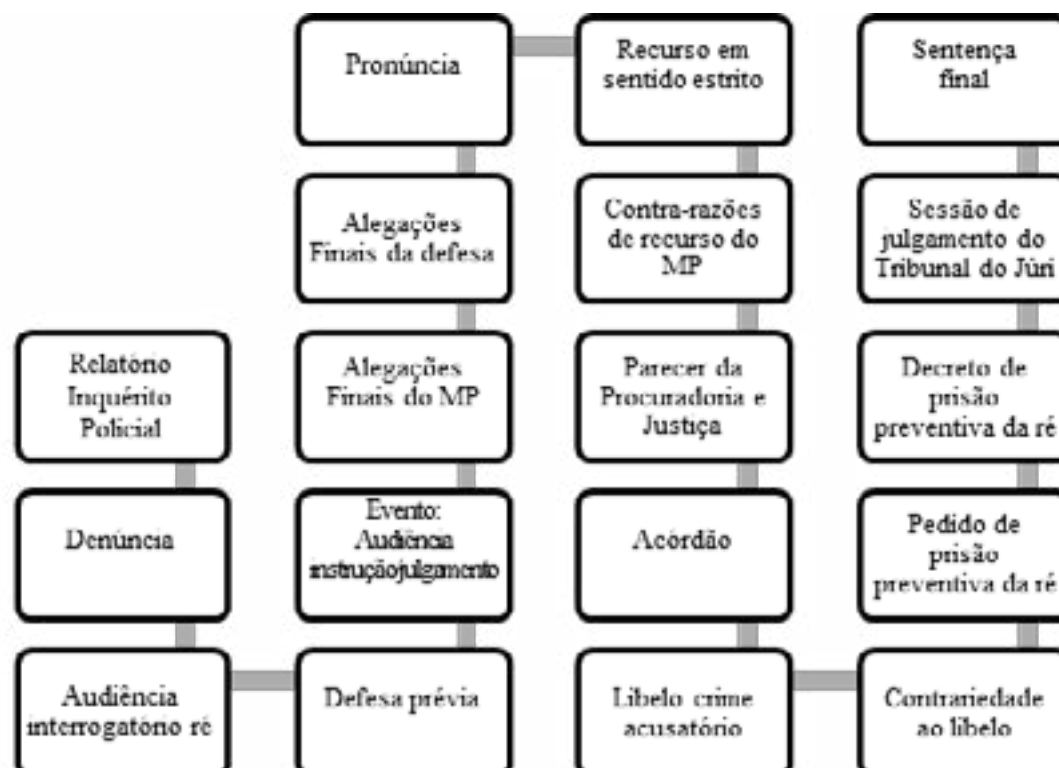 Pronúncia
Recurso em
sentido estrito
Sentença
final
Alegações
Finais da defesa
Contra-razões
de recurso do
MP
Sessão de
julgamento do
Tribunal do Júri
Relatório
Inquérito
Policial
Alegações
Finais do MP
Parecer da
Procuradoria e
Justiça
Decreto de
prisão
preventiva da ré
Denúncia
Evento:
Audiência
instrução/julgamento
Acórdão
Pedido de
prisão
preventiva da ré
Audiência
interrogatório ré
Defesa prévia
Libelo crime
acusatório
Contrariedade
ao libelo